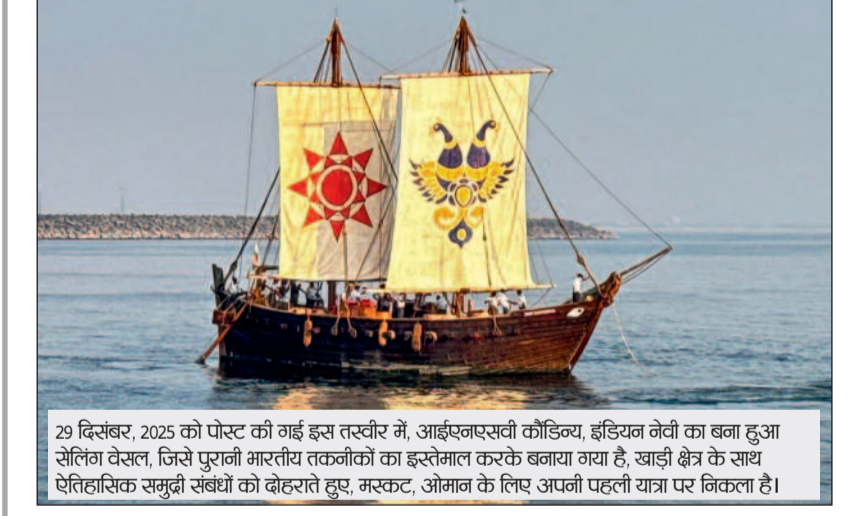 29 दिसंबर, 2025 को पोस्ट की गई इस तस्वीर में, आईएनएसवी कौंडिन्य, इंडियन नेवी का बना हुआ
सेलिंग वेसल, जिसे पुरानी भारतीय तकनीकों का इस्तेमाल करके बनाया गया है, खाड़ी क्षेत्र के साथ
ऐतिहासिक समुद्री संबंधों को दोहराते हुए, मस्कट, ओमान के लिए अपनी पहली यात्रा पर निकला है।